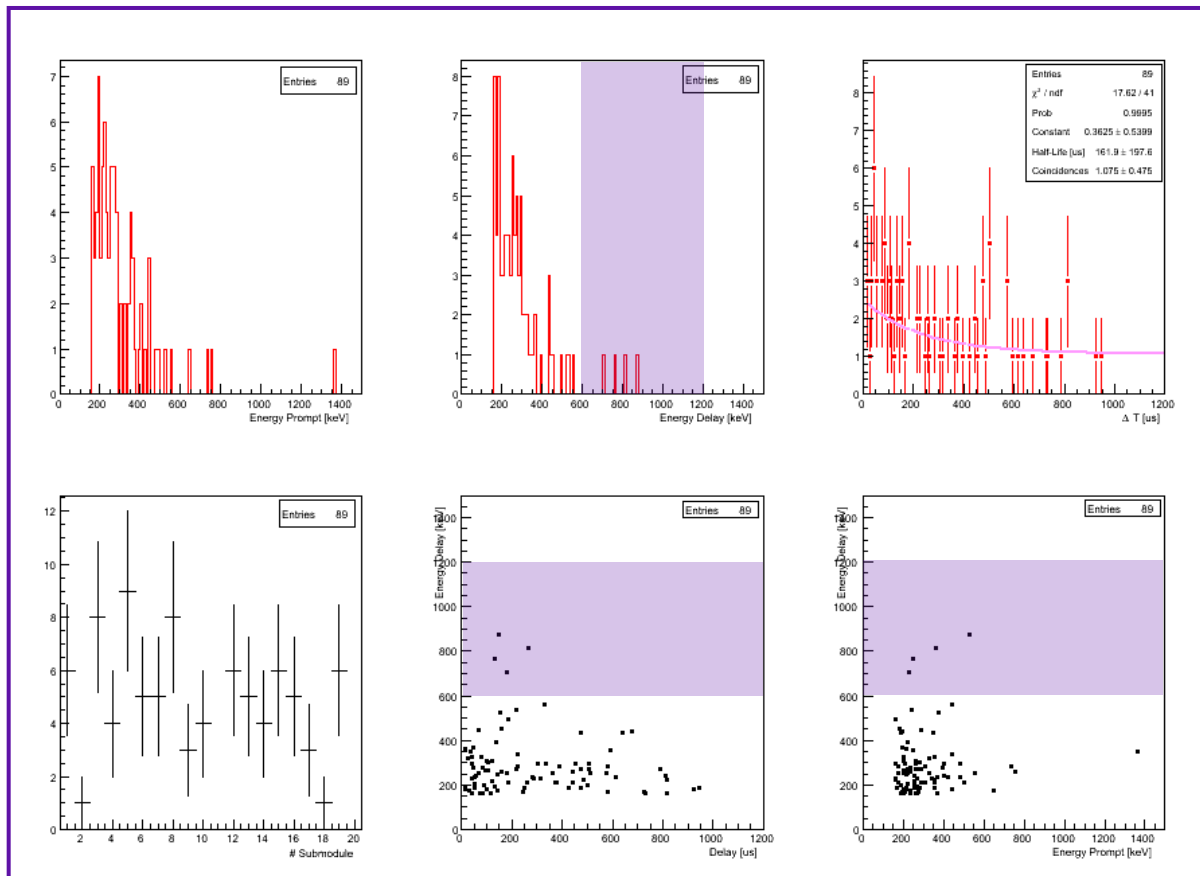 Entries 89
7
6
5
4
3
2
1
0
0 200 400 600 800 1000 1200 1400
Energy Prompt [keV]
Entries 89
8
7
6
5
4
3
2
1
0
0 200 400 600 800 1000 1200 1400
Energy Delay [keV]
Entries 89
χ² / ndf 17.62 / 41
Prob 0.9995
Constant 0.3625 ± 0.5399
Half-Life [us] 161.9 ± 197.6
Coincidences 1.075 ± 0.475
8
7
6
5
4
3
2
1
0
0 200 400 600 800 1000 1200
Δ T [us]
Entries 89
12
10
8
6
4
2
0
2 4 6 8 10 12 14 16 18 20
# Submodule
Entries 89
Energy Delay [keV]
1400
1200
1000
800
600
400
200
0
0 200 400 600 800 1000 1200
Delay [us]
Entries 89
Energy Delay [keV]
1400
1200
1000
800
600
400
200
0
0 200 400 600 800 1000 1200 1400
Energy Prompt [keV]